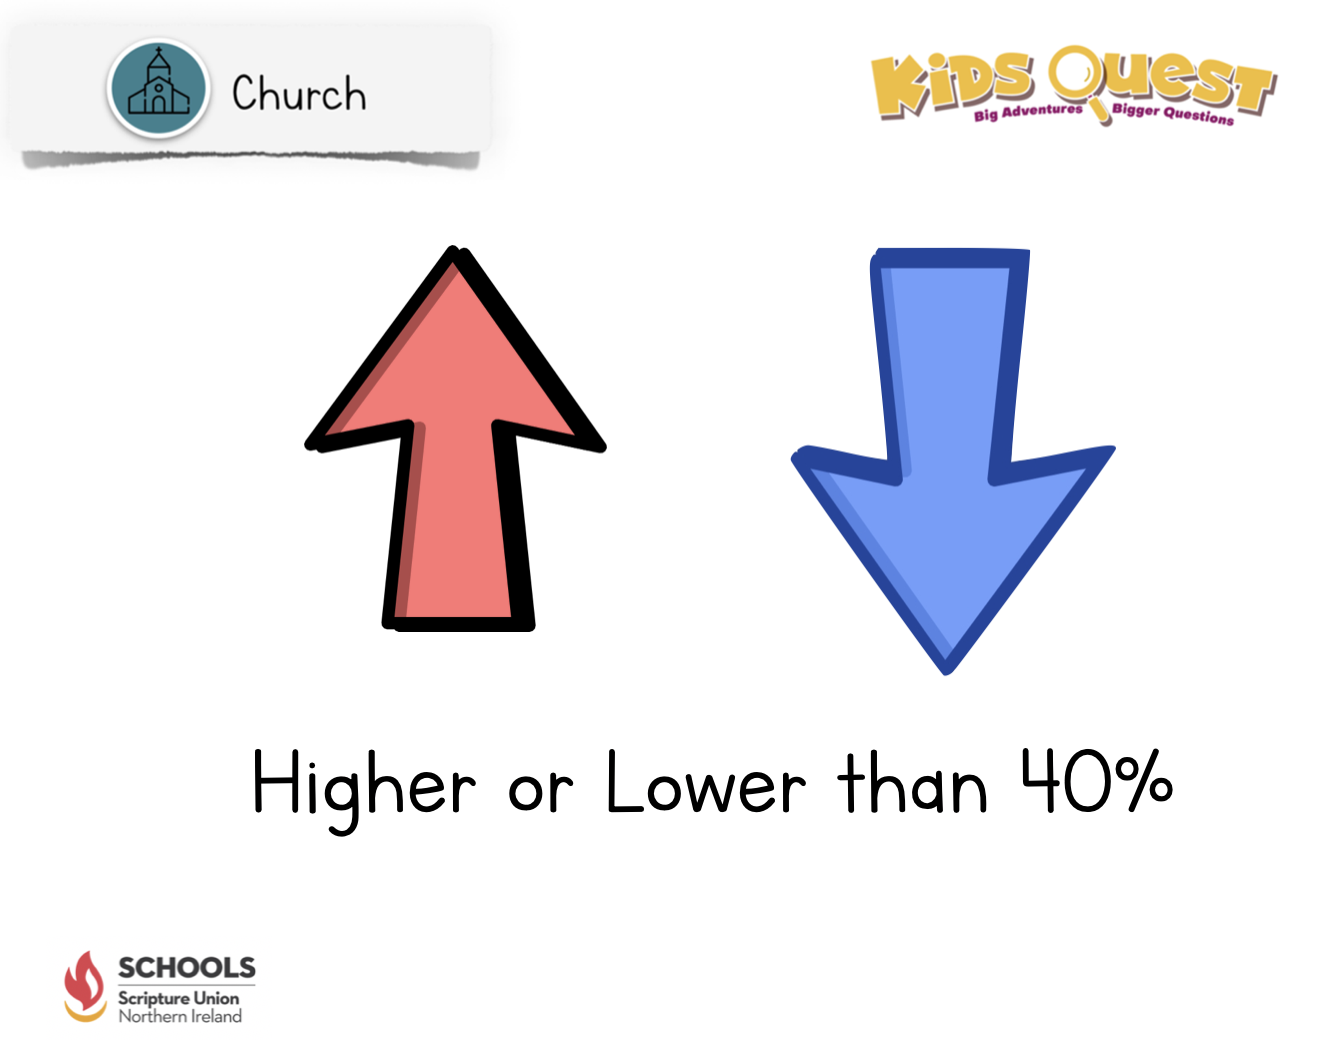 Church
KiDS QUEST
Big Adventures Bigger Questions
Higher or Lower than 40%
SCHOOLS
Scripture Union
Northern Ireland